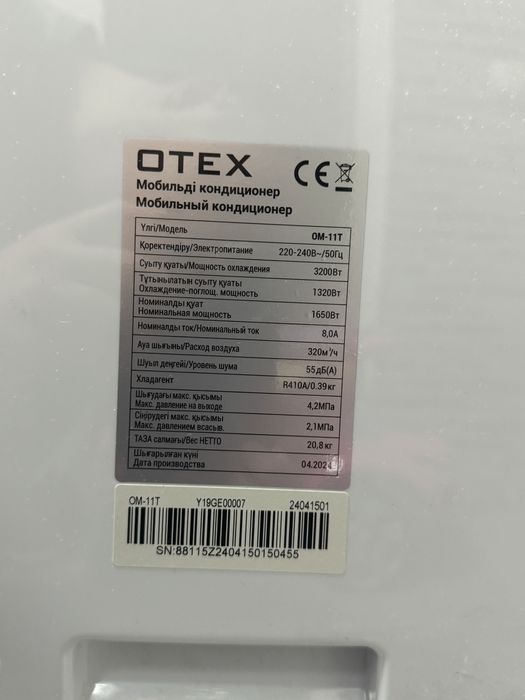 OTEX
CE
Мобильді кондиционер
Мобильный кондиционер
Үлгі/Модель OM-11T
Қоректендіру/Электропитание 220-240В~/50Гц
Суыту қуаты/Мощность охлаждения 3200Вт
Тұтынылатын суыту қуаты
Охлаждение-поглощ. мощность 1320Вт
Номиналды қуат
Номинальная мощность 1650Вт
Номиналды ток/Номинальный ток 8,0А
Ауа шығыны/Расход воздуха 320м³/ч
Шуыл деңгейі/Уровень шума 55дБ(А)
Хладагент R410A/0.39кг
Шығудағы макс. қысымы
Макс. давление на выходе 4,2МПа
Сіңірудегі макс. қысымы
Макс. давлением всасыв. 2,1МПа
ТАЗА салмағы/Вес НЕТТО 20,8кг
Шығарылған күні
Дата производства 04.202
OM-11T Y19GE00007 24041501
SN:88115Z2404150150455